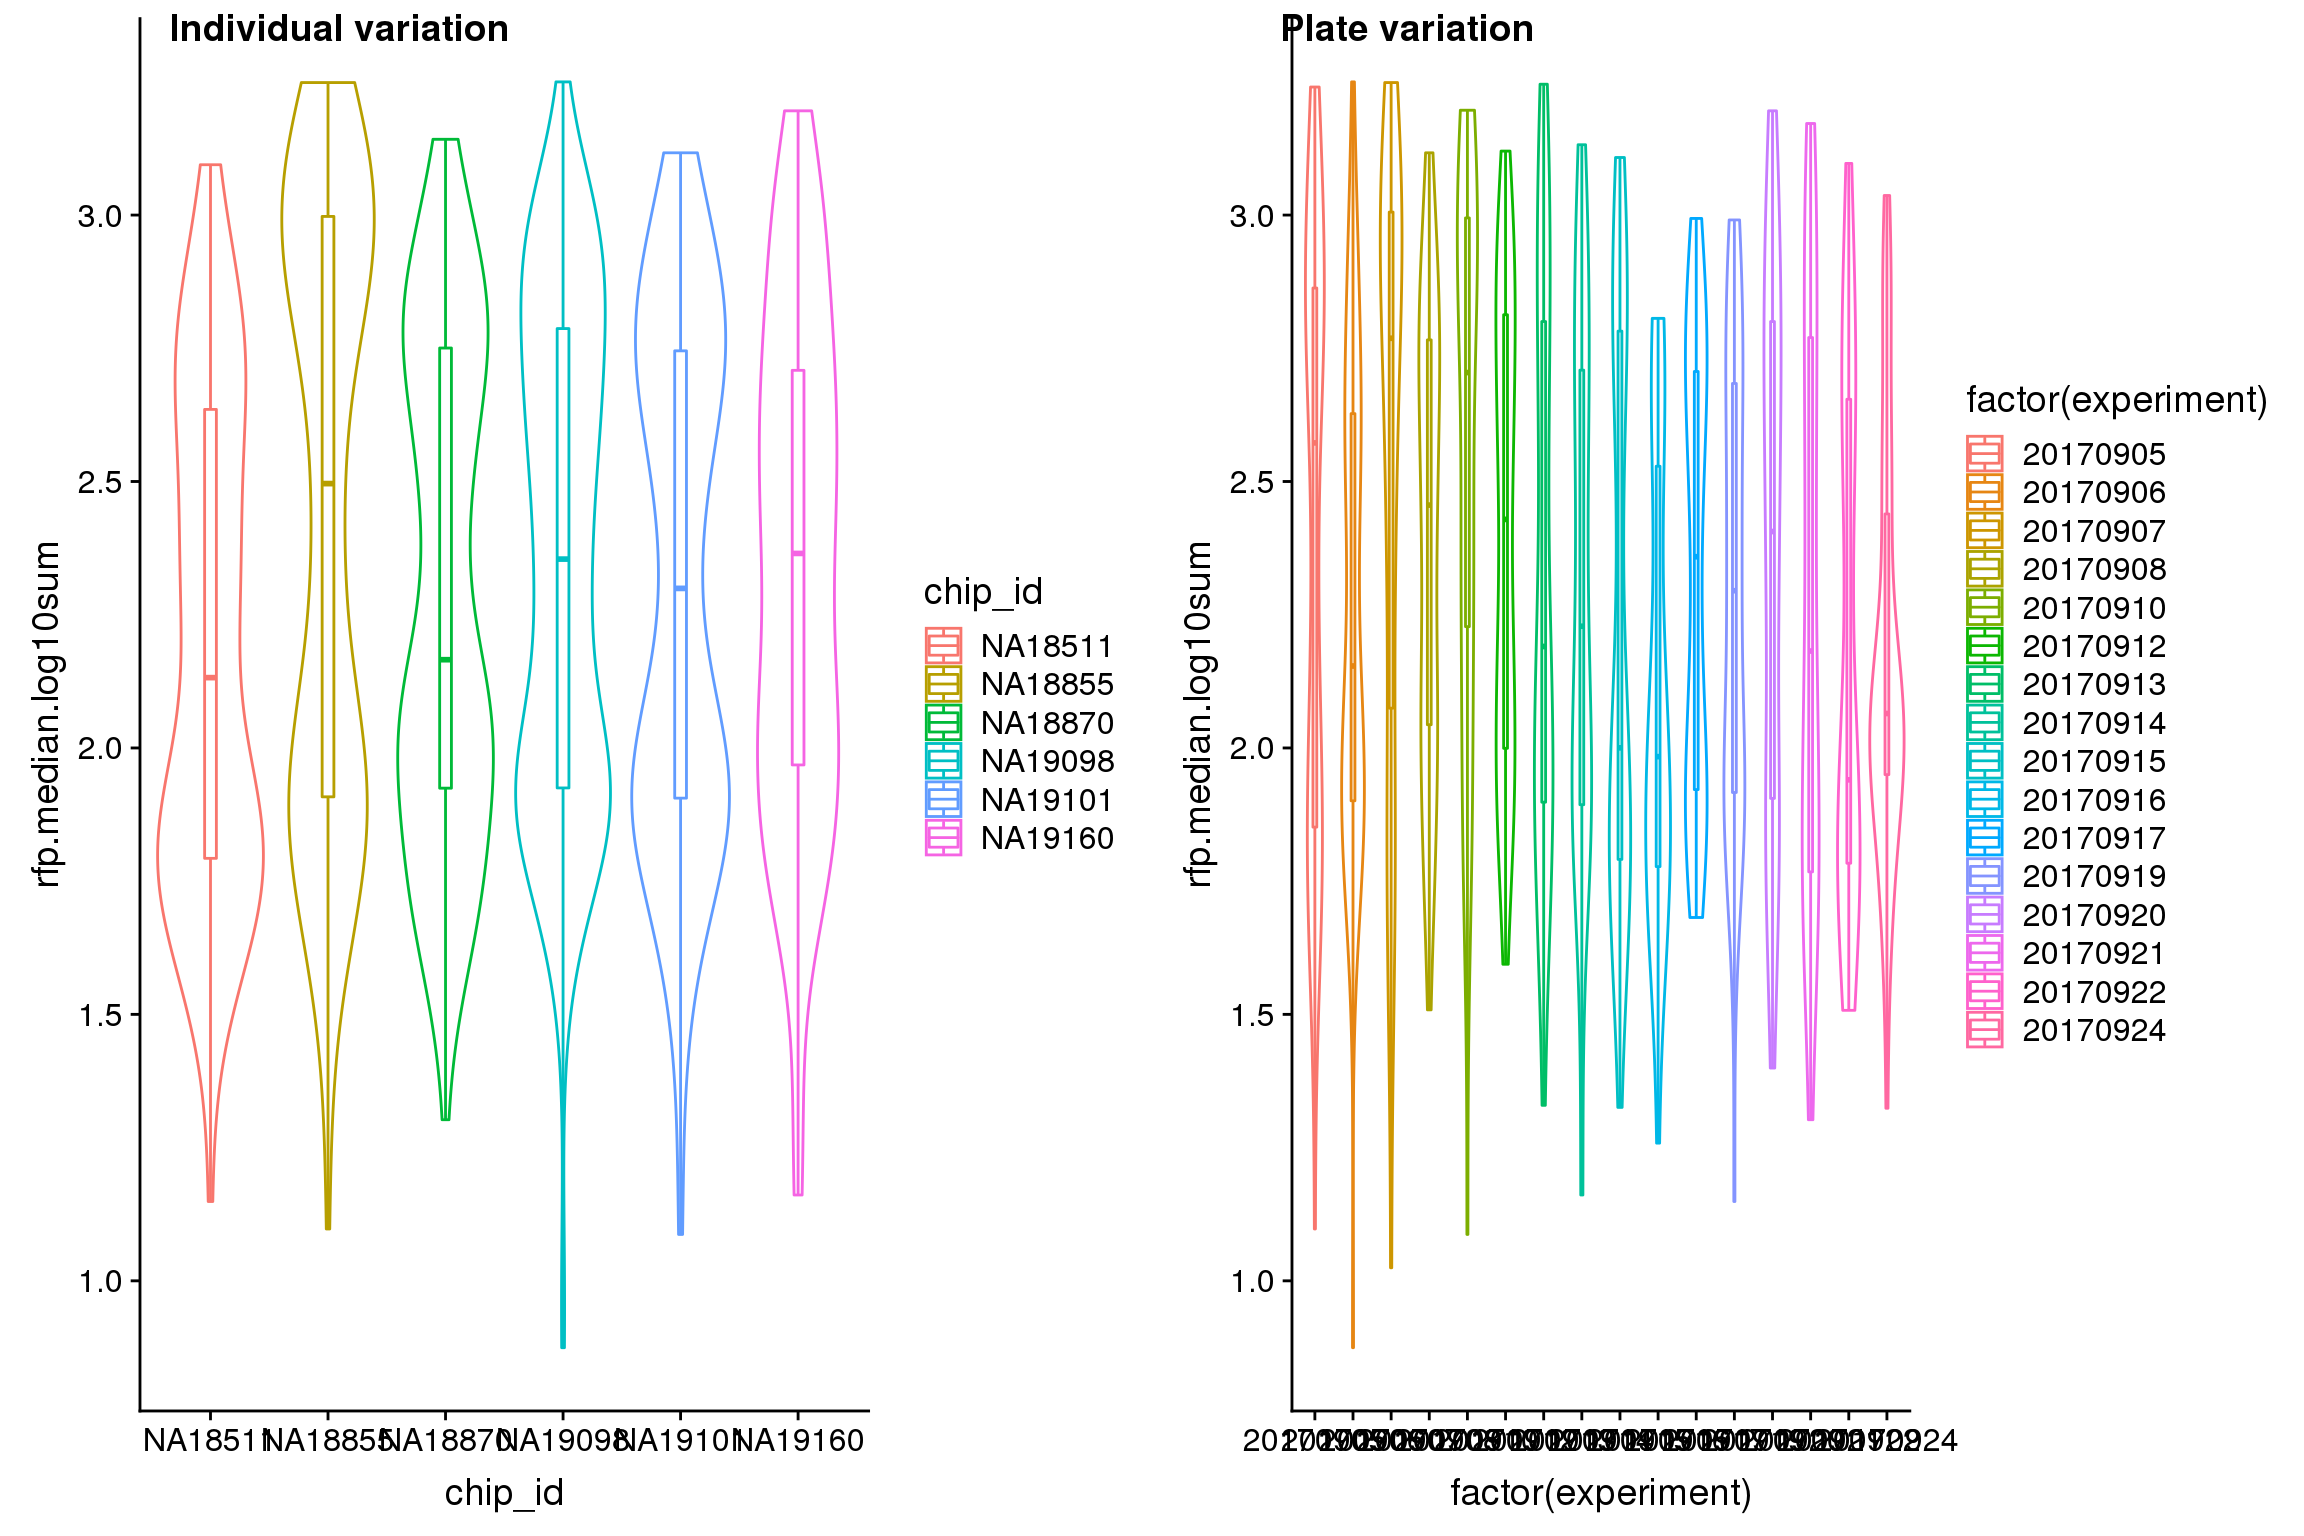 Individual variation
rfp.median.log10sum
3.0
2.5
2.0
1.5
1.0
NA18511
NA18855
NA18870
NA19098
NA19101
NA19160
chip_id
chip_id
NA18511
NA18855
NA18870
NA19098
NA19101
NA19160
Plate variation
rfp.median.log10sum
3.0
2.5
2.0
1.5
1.0
factor(experiment)
factor(experiment)
20170905
20170906
20170907
20170908
20170910
20170912
20170913
20170914
20170915
20170916
20170917
20170919
20170920
20170921
20170922
20170924